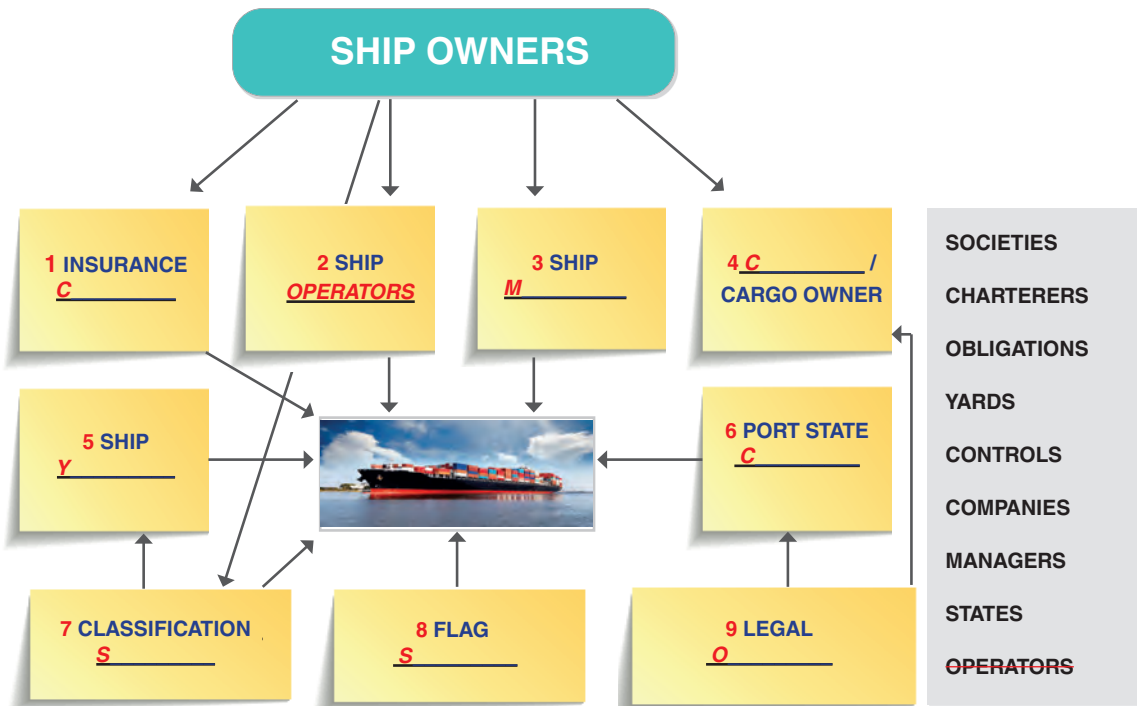 SHIP OWNERS
1 INSURANCE
C
2 SHIP
OPERATORS
3 SHIP
M
4 C /
CARGO OWNER
5 SHIP
Y
6 PORT STATE
C
7 CLASSIFICATION
S
8 FLAG
S
9 LEGAL
O
SOCIETIES
CHARTERERS
OBLIGATIONS
YARDS
CONTROLS
COMPANIES
MANAGERS
STATES
OPERATORS